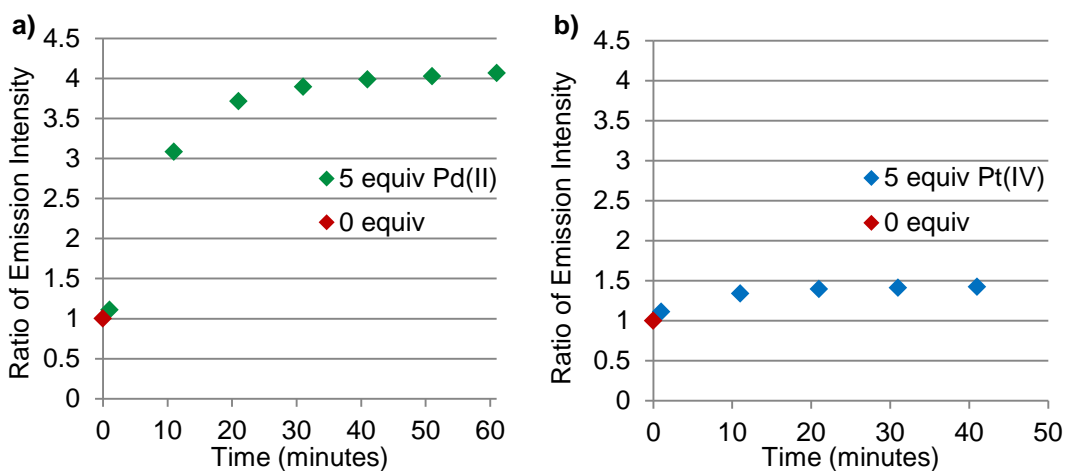 a)
Ratio of Emission Intensity
4.5
4
3.5
3
2.5
2
1.5
1
0.5
0
5 equiv Pd(II)
0 equiv
0 10 20 30 40 50 60
Time (minutes)
b)
Ratio of Emission Intensity
4.5
4
3.5
3
2.5
2
1.5
1
0.5
0
5 equiv Pt(IV)
0 equiv
0 10 20 30 40 50
Time (minutes)